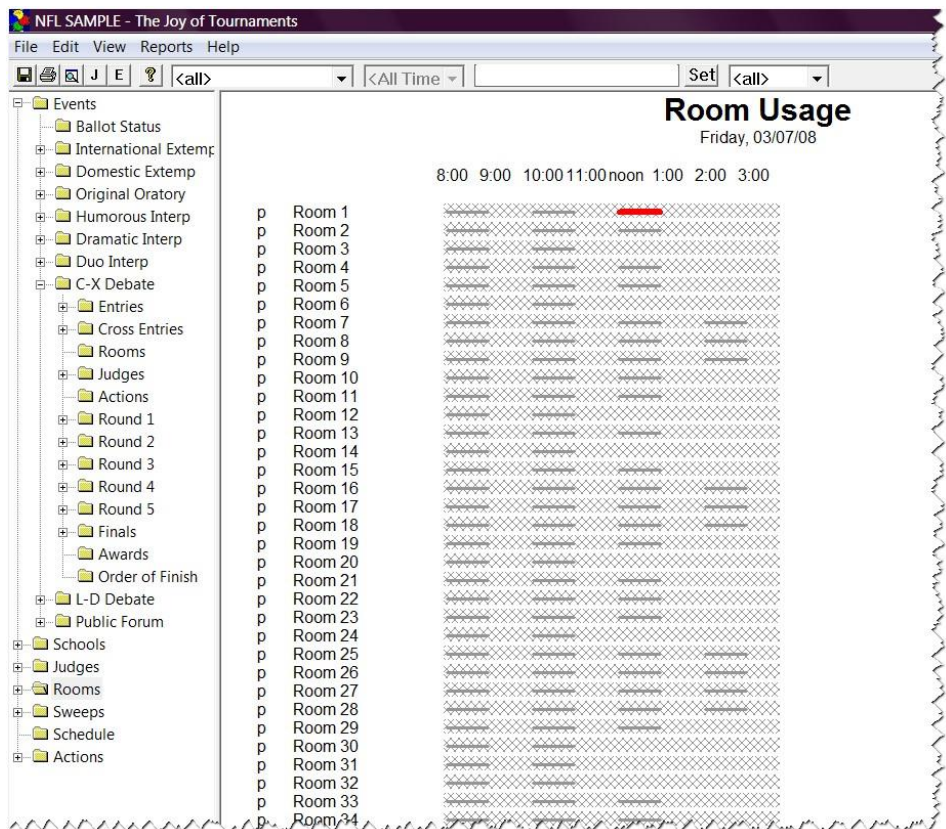 NFL SAMPLE - The Joy of Tournaments
File Edit View Reports Help
J E ? <all> <All Time Set <all>
Events
Ballot Status
International Extemp
Domestic Extemp
Original Oratory
Humorous Interp
Dramatic Interp
Duo Interp
C-X Debate
Entries
Cross Entries
Rooms
Judges
Actions
Round 1
Round 2
Round 3
Round 4
Round 5
Finals
Awards
Order of Finish
L-D Debate
Public Forum
Schools
Judges
Rooms
Sweeps
Schedule
Actions
Room Usage
Friday, 03/07/08
8:00 9:00 10:00 11:00 noon 1:00 2:00 3:00
p Room 1
p Room 2
p Room 3
p Room 4
p Room 5
p Room 6
p Room 7
p Room 8
p Room 9
p Room 10
p Room 11
p Room 12
p Room 13
p Room 14
p Room 15
p Room 16
p Room 17
p Room 18
p Room 19
p Room 20
p Room 21
p Room 22
p Room 23
p Room 24
p Room 25
p Room 26
p Room 27
p Room 28
p Room 29
p Room 30
p Room 31
p Room 32
p Room 33
p Room 34